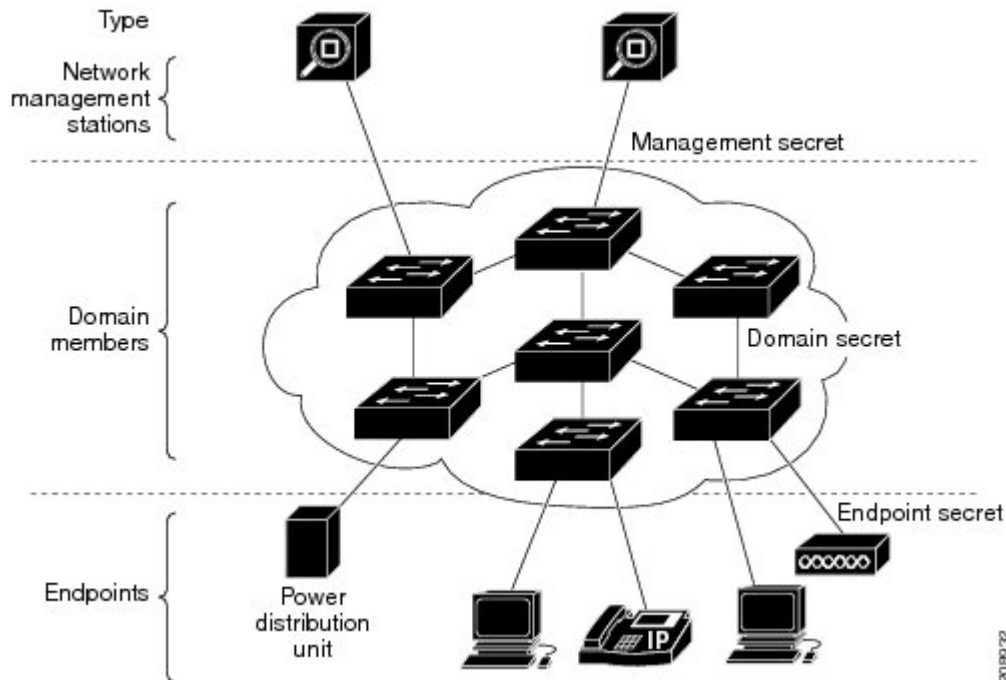 Type
Network
management
stations
Management secret
Domain
members
Domain secret
Endpoint secret
Endpoints
Power
distribution
unit
IP